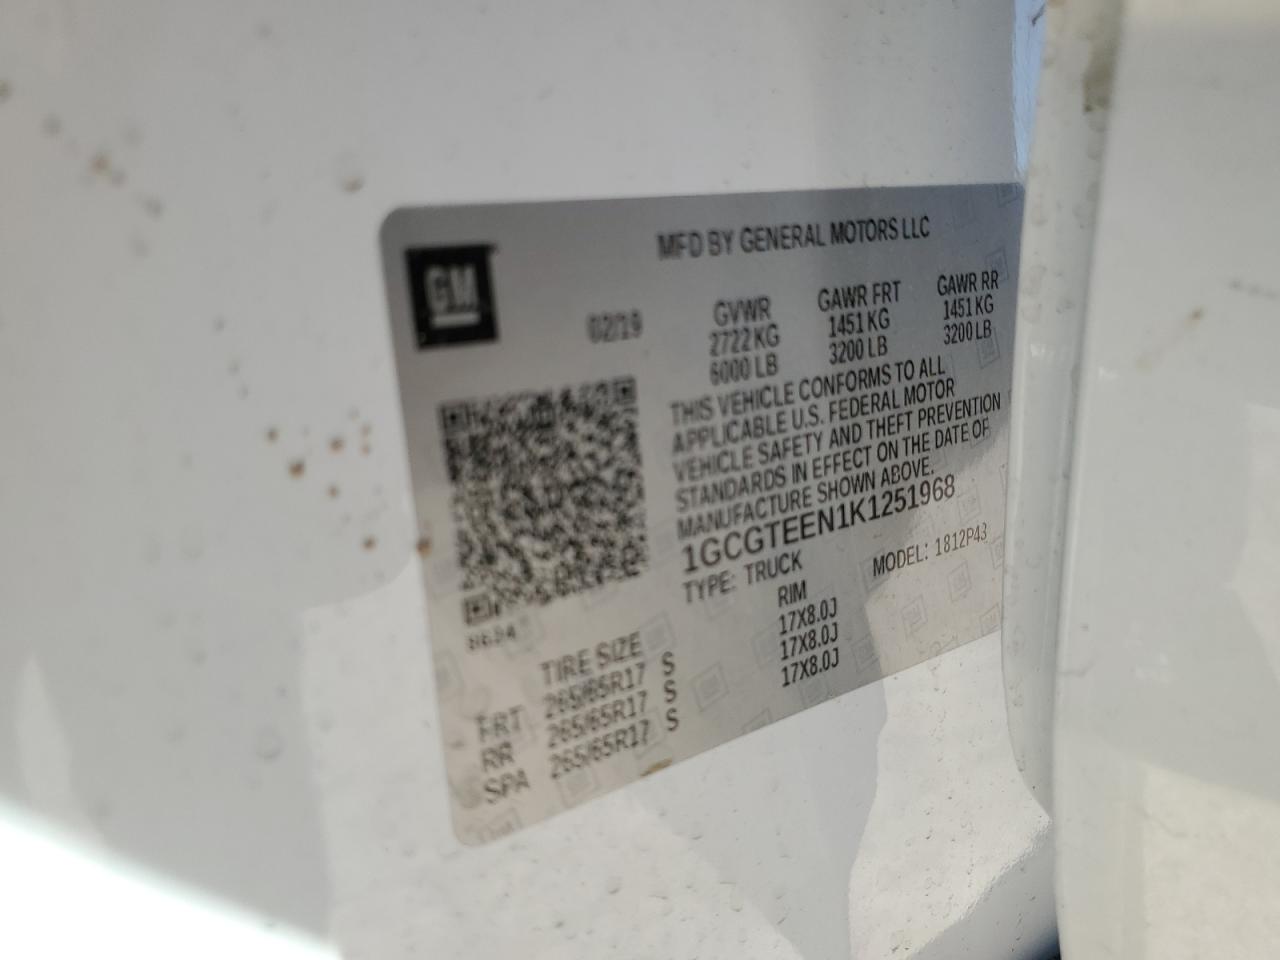 MFD BY GENERAL MOTORS LLC
GM
02/19
GVWR GAWR FRT GAWR RR
2722 KG 1451 KG 1451 KG
6000 LB 3200 LB 3200 LB
THIS VEHICLE CONFORMS TO ALL
APPLICABLE U.S. FEDERAL MOTOR
VEHICLE SAFETY AND THEFT PREVENTION
STANDARDS IN EFFECT ON THE DATE OF
MANUFACTURE SHOWN ABOVE.
1GCGTEEN1K1251968
TYPE: TRUCK MODEL: 1812P43
TIRE SIZE RIM
FRT 265/65R17 S 17X8.0J
RR 265/65R17 S 17X8.0J
SPA 265/65R17 S 17X8.0J